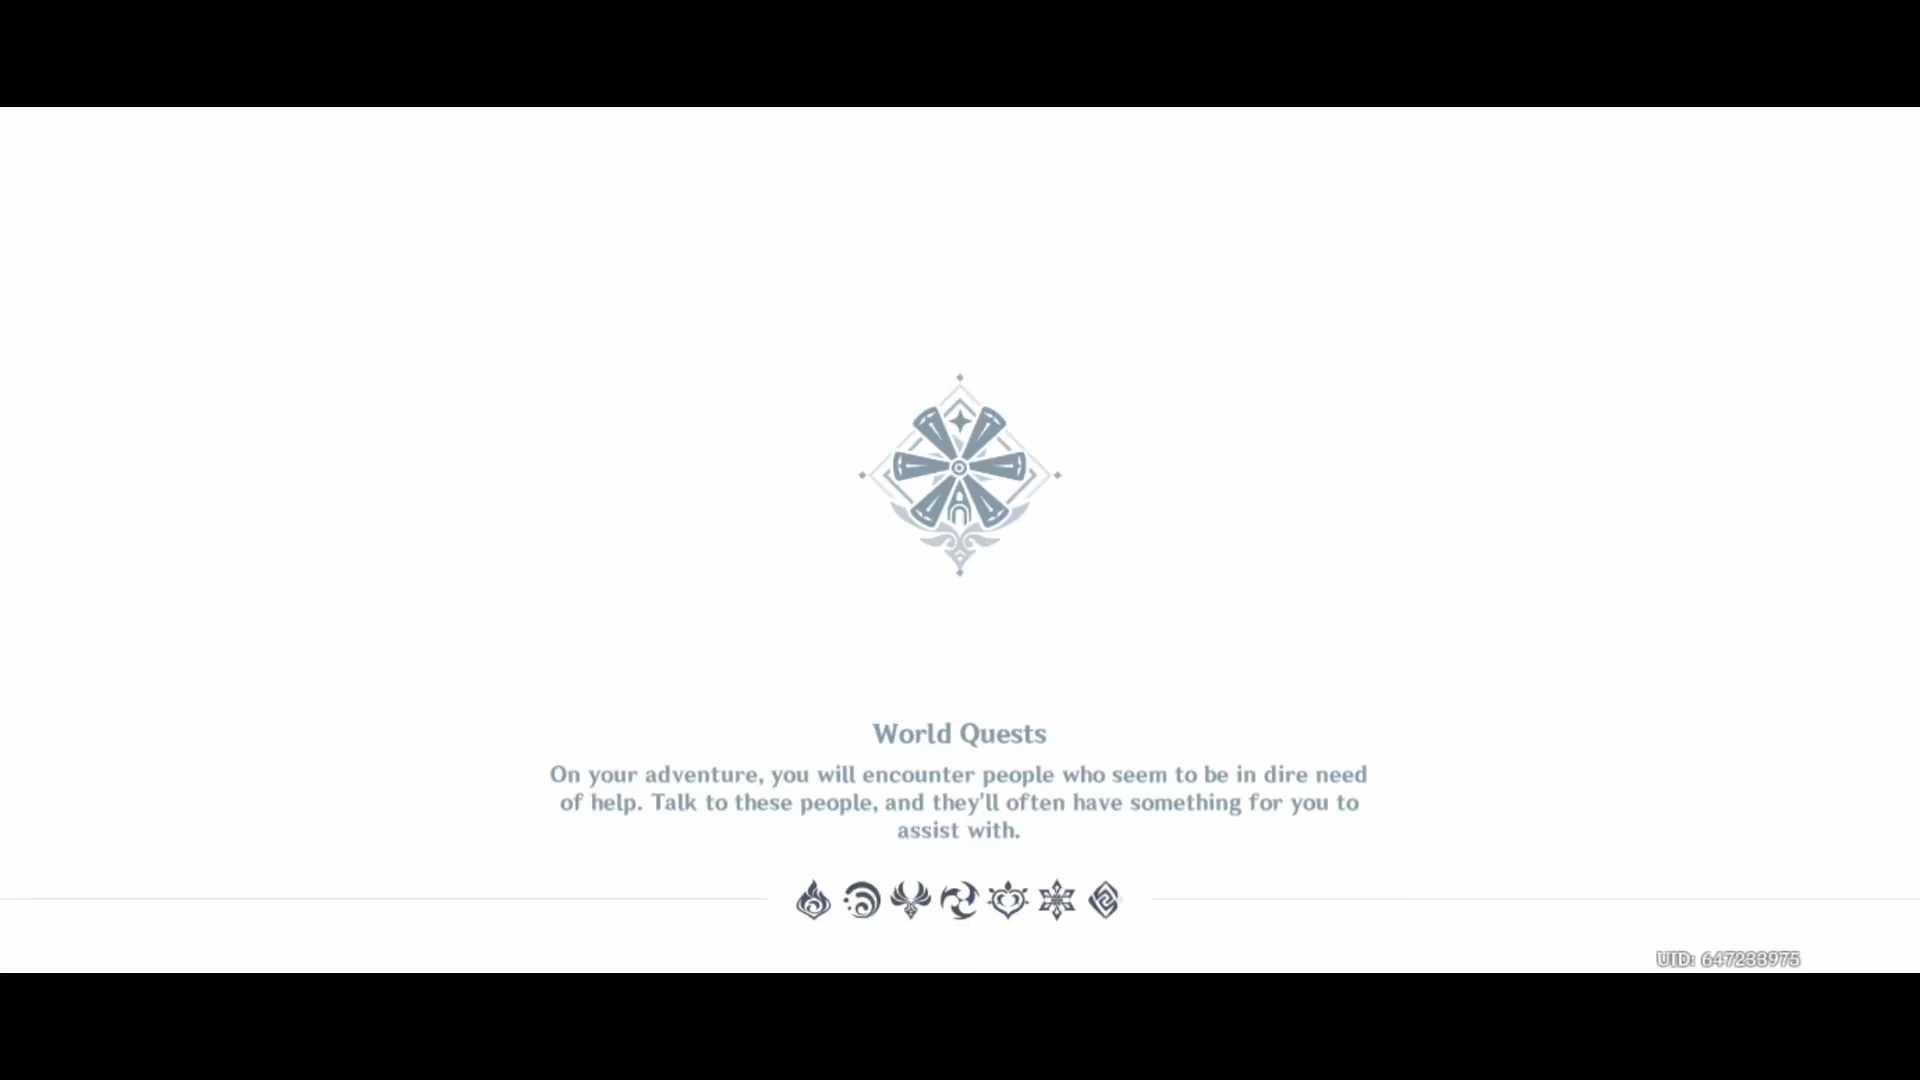 World Quests
On your adventure, you will encounter people who seem to be in dire need
of help. Talk to these people, and they'll often have something for you to
assist with.
UID: 647233975